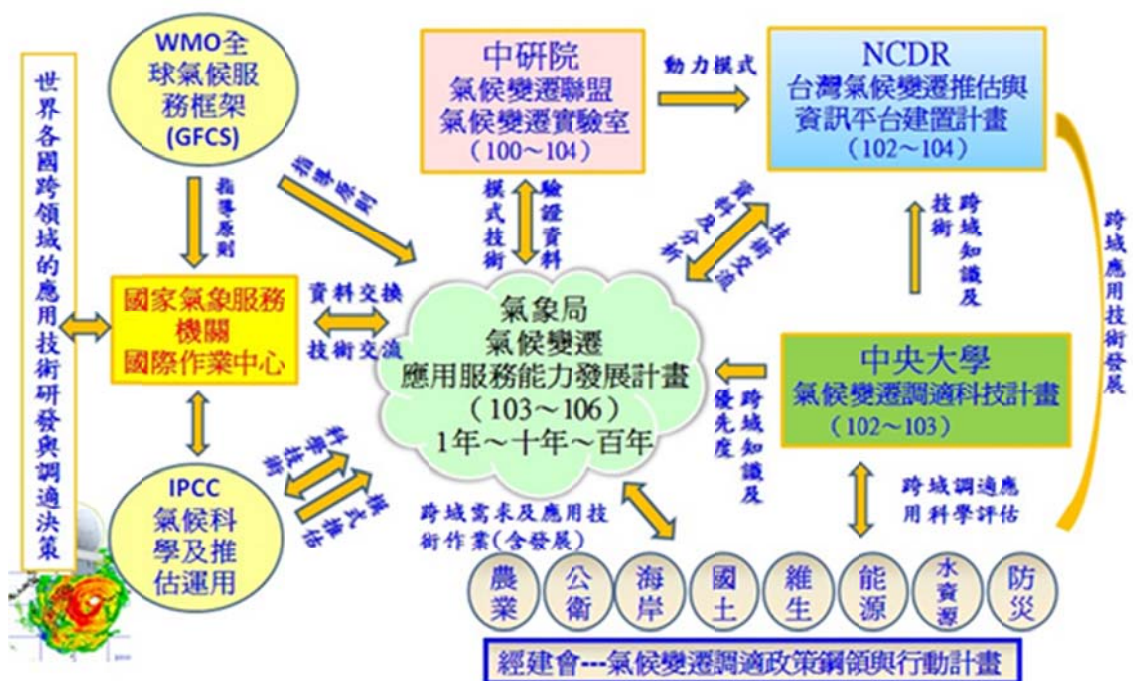 世界各國跨領域的應用技術研發與調適決策
WMO全
球氣候服
務框架
(GFCS)
指導原則
指導原則
中研院
氣候變遷聯盟
氣候變遷實驗室
(100~104)
動力模式
NCDR
台灣氣候變遷推估與
資訊平台建置計畫
(102~104)
模式技術
驗證資料
技術交流
資料及分析
跨域知識及
技術
跨域應用技術發展
國家氣象服務
機關
國際作業中心
資料交換
技術交流
氣象局
氣候變遷
應用服務能力發展計畫
(103~106)
1年~十年~百年
中央大學
氣候變遷調適科技計畫
(102~103)
跨域知識及
優先度
IPCC
氣候科
學及推
估運用
科學技術
模式推估
跨域需求及應用技
術作業(含發展)
跨域調適應
用科學評估
農業
公衛
海岸
國土
維生
能源
水資源
防災
經建會---氣候變遷調適政策鋼領與行動計畫